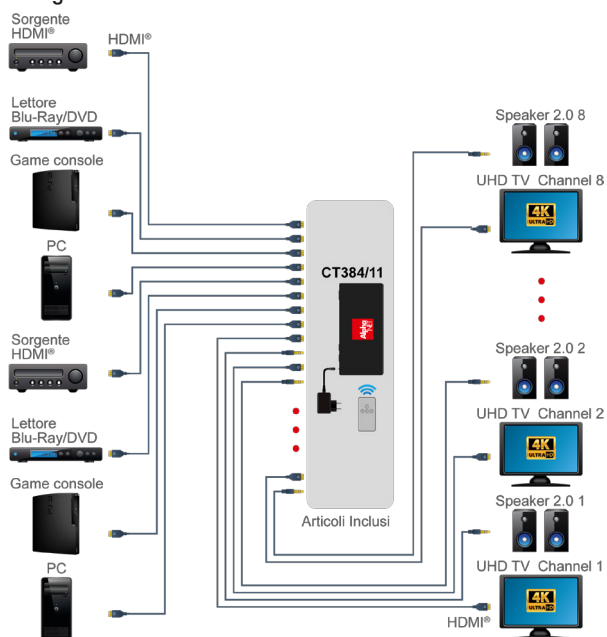 Sorgente
HDMI®
HDMI®
Lettore
Blu-Ray/DVD
Game console
PC
Sorgente
HDMI®
Lettore
Blu-Ray/DVD
Game console
PC
CT384/11
Articoli Inclusi
Speaker 2.0 8
UHD TV Channel 8
4K
ULTRA HD
Speaker 2.0 2
UHD TV Channel 2
4K
ULTRA HD
Speaker 2.0 1
UHD TV Channel 1
4K
ULTRA HD
HDMI®